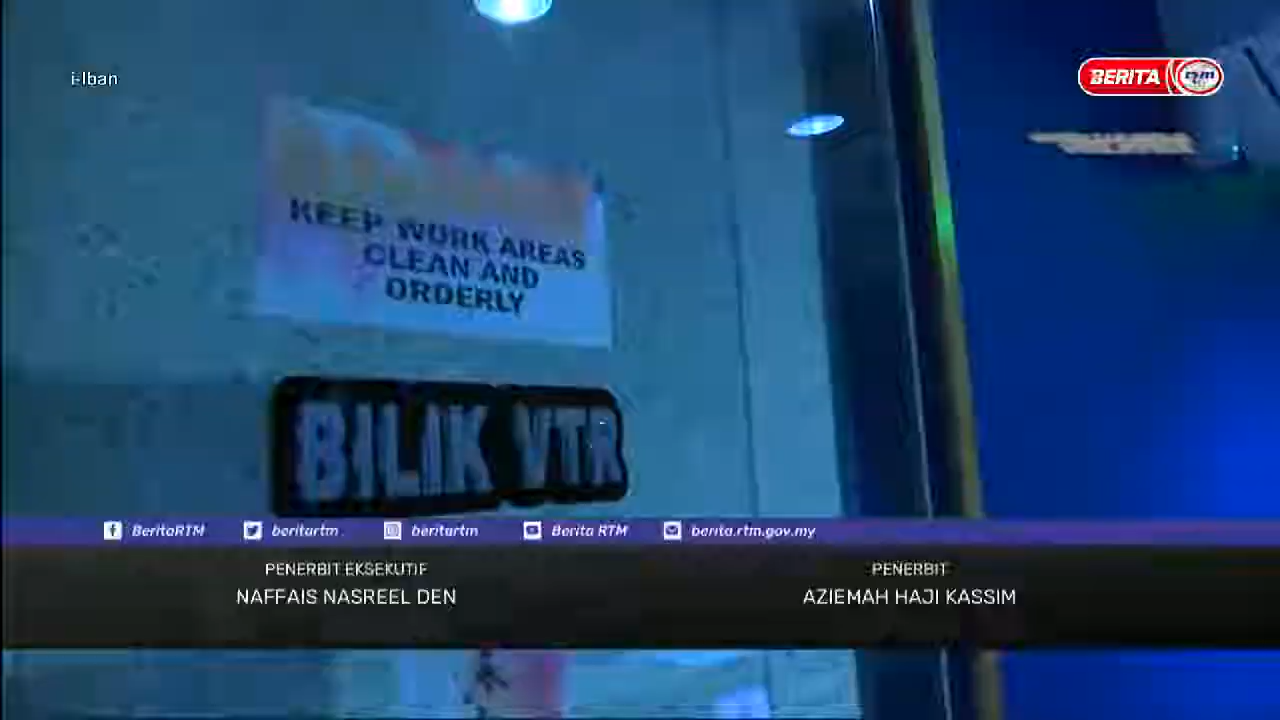 i-Iban
BERITA rtm
KEEP WORK AREAS
CLEAN AND
ORDERLY
BILIK VTR
BeritaRTM beritartm beritartm Berita RTM berita.rtm.gov.my
PENERBIT EKSEKUTIF
NAFFAIS NASREEL DEN
PENERBIT
AZIEMAH HAJI KASSIM